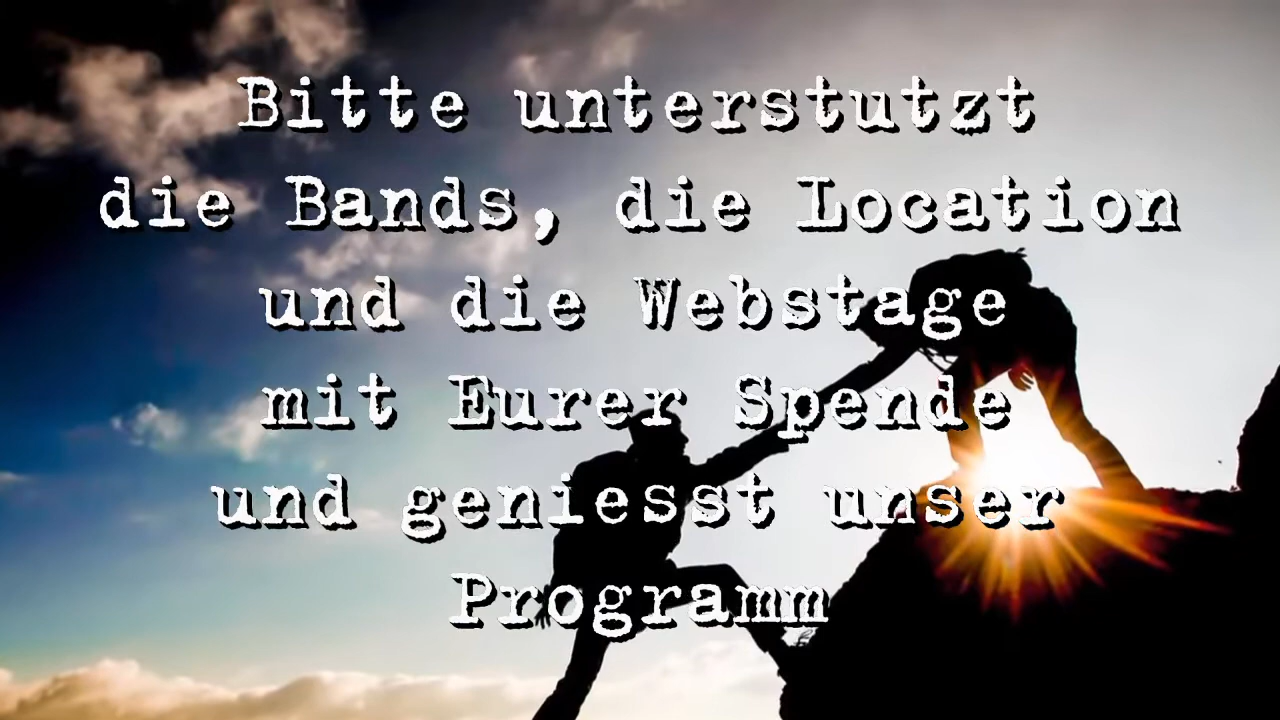 Bitte unterstutzt
die Bands, die Location
und die Webstage
mit Eurer Spende
und geniesst unser
Programm